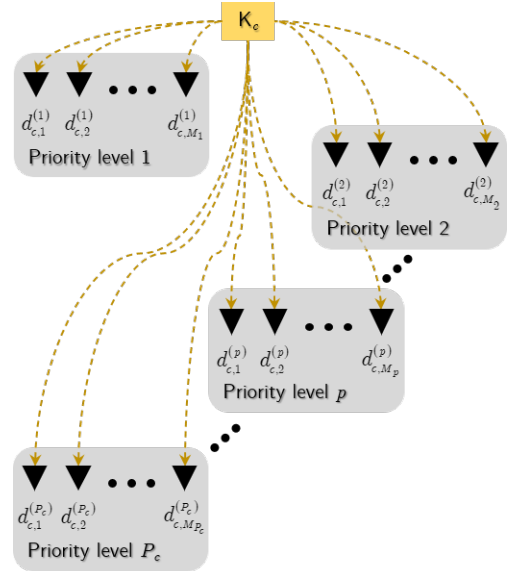 K_c
d_{c,1}^{(1)} d_{c,2}^{(1)} d_{c,M_1}^{(1)}
Priority level 1
d_{c,1}^{(2)} d_{c,2}^{(2)} d_{c,M_2}^{(2)}
Priority level 2
d_{c,1}^{(p)} d_{c,2}^{(p)} d_{c,M_p}^{(p)}
Priority level p
d_{c,1}^{(P_c)} d_{c,2}^{(P_c)} d_{c,M_{P_c}}^{(P_c)}
Priority level P_c